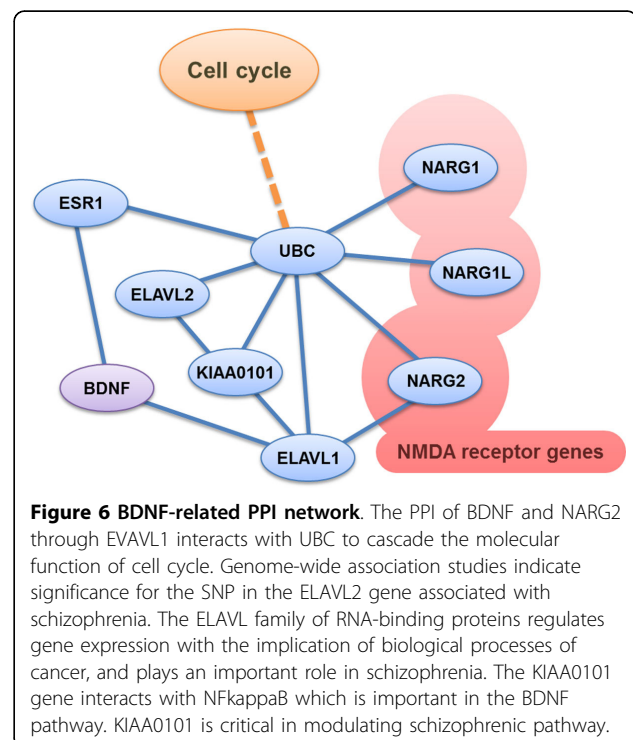 Cell cycle
NARG1
ESR1
UBC
NARG1L
ELAVL2
KIAA0101
NARG2
BDNF
ELAVL1
NMDA receptor genes
Figure 6 BDNF-related PPI network. The PPI of BDNF and NARG2
through EVAVL1 interacts with UBC to cascade the molecular
function of cell cycle. Genome-wide association studies indicate
significance for the SNP in the ELAVL2 gene associated with
schizophrenia. The ELAVL family of RNA-binding proteins regulates
gene expression with the implication of biological processes of
cancer, and plays an important role in schizophrenia. The KIAA0101
gene interacts with NFkappaB which is important in the BDNF
pathway. KIAA0101 is critical in modulating schizophrenic pathway.